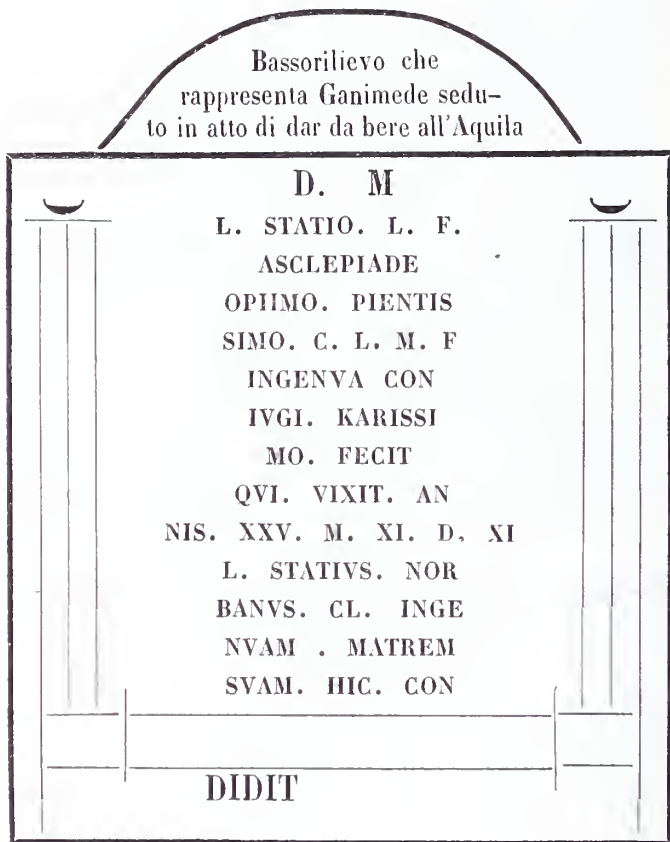 Bassorilievo che
rappresenta Ganimede sedu-
to in atto di dar da bere all'Aquila
D. M
L. STATIO. L. F.
ASCLEPIADE
OPIIMO. PIENTIS
SIMO. C. L. M. F
INGENVA CON
IVGI. KARISSI
MO. FECIT
QVI. VIXIT. AN
NIS. XXV. M. XI. D. XI
L. STATIVS. NOR
BANVS. CL. INGE
NVAM . MATREM
SVAM. HIC. CON
DIDIT